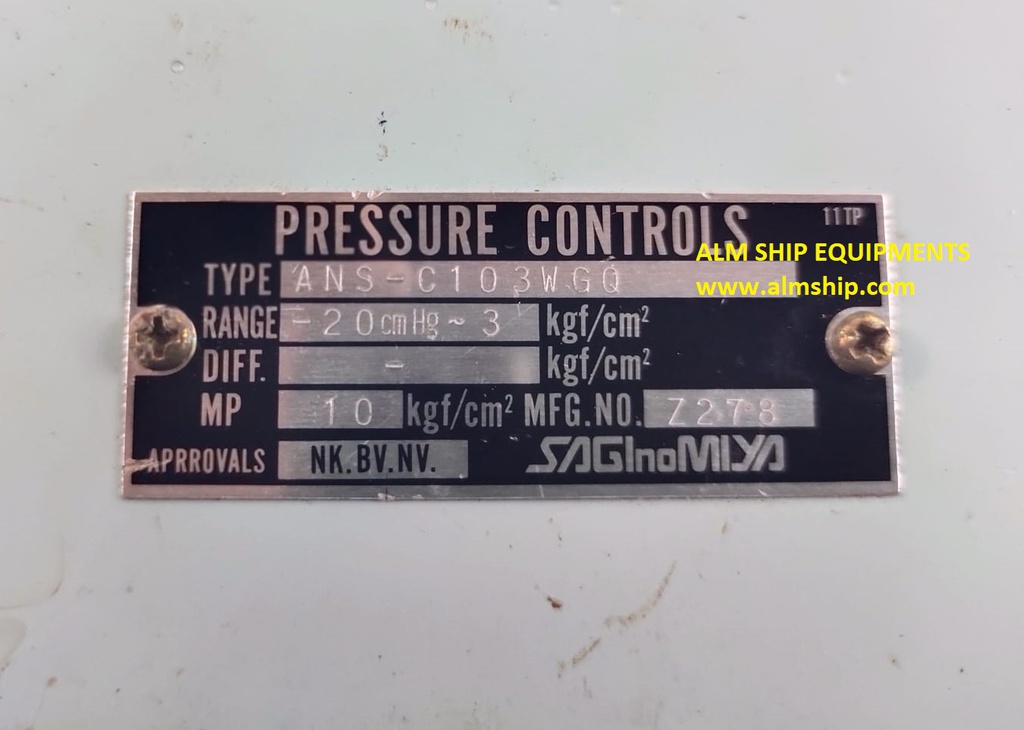 PRESSURE CONTROLS 11TP
ALM SHIP EQUIPMENTS
TYPE ANS-C103WGQ
www.almship.com
RANGE -20cmHg~3 kgf/cm²
DIFF. - kgf/cm²
MP 10 kgf/cm² MFG.NO. Z278
APRROVALS NK.BV.NV. SAGInoMIYA